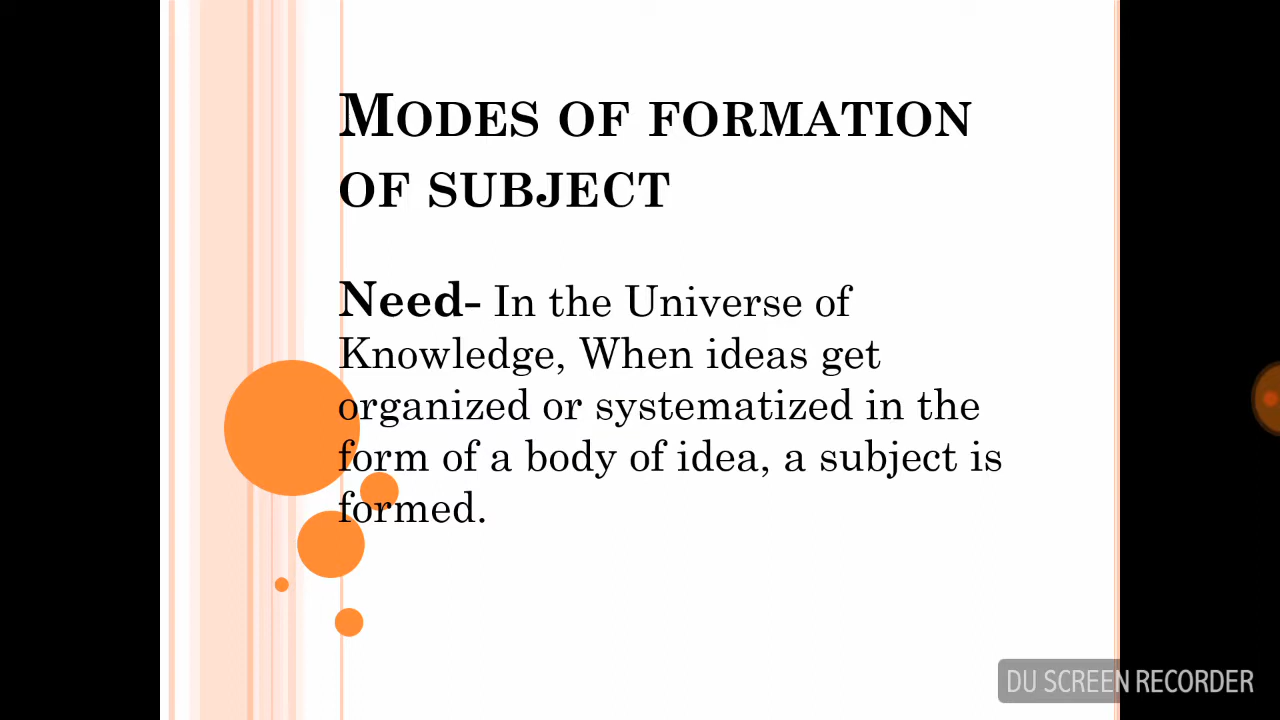 MODES OF FORMATION
OF SUBJECT
Need- In the Universe of
Knowledge, When ideas get
organized or systematized in the
form of a body of idea, a subject is
formed.
DU SCREEN RECORDER